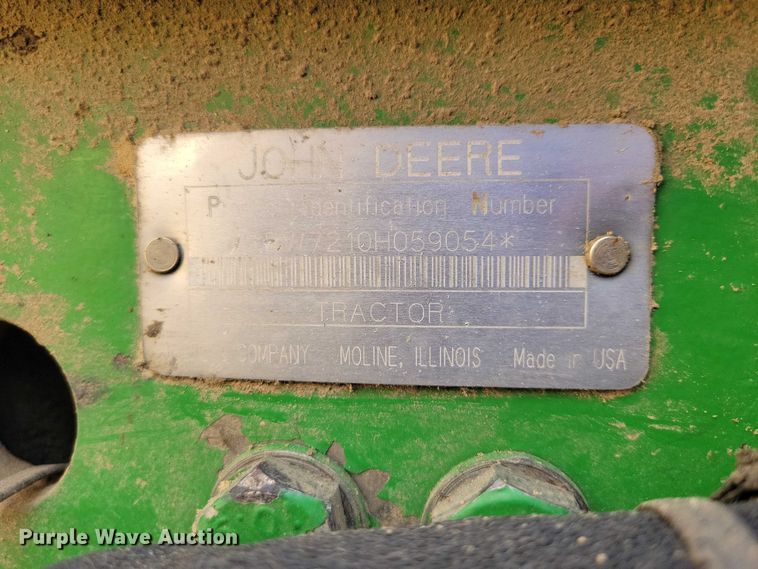 JOHN DEERE
Identification Number
7210H059054*
TRACTOR
COMPANY MOLINE, ILLINOIS Made in USA
Purple Wave Auction